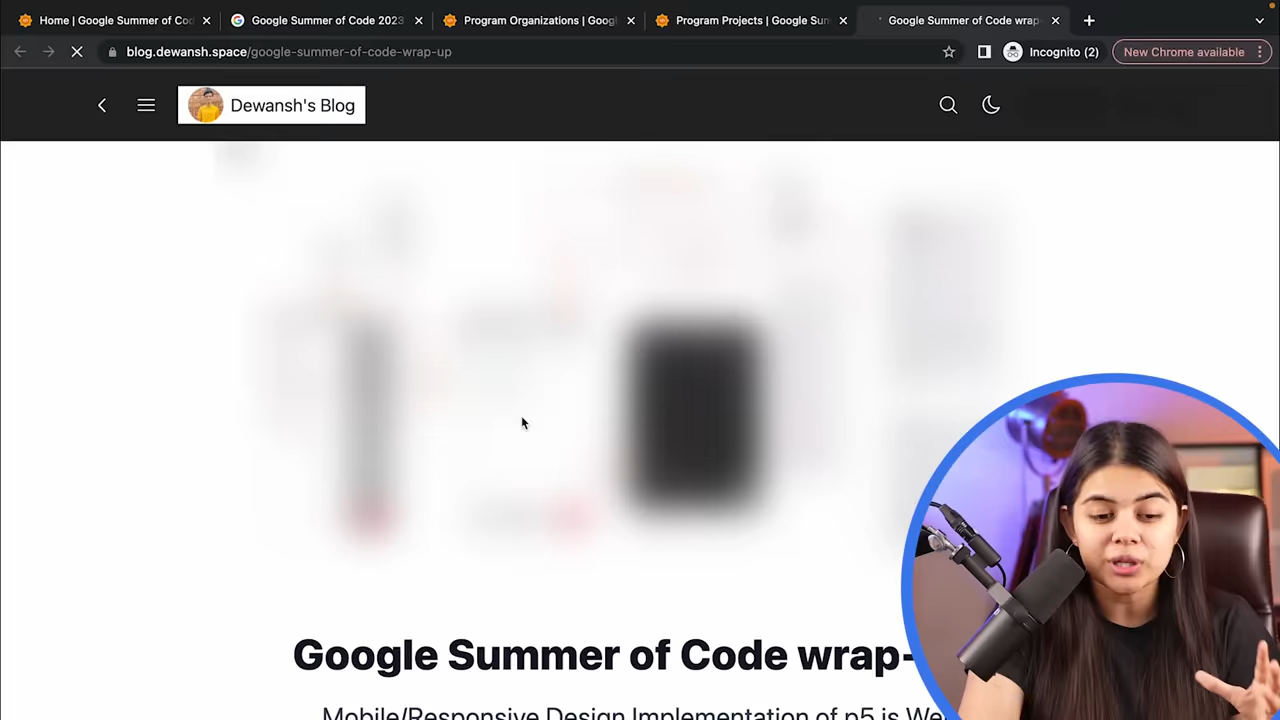 Home | Google Summer of Cod
Google Summer of Code 2023
Program Organizations | Googl
Program Projects | Google Sum
Google Summer of Code wrap-
blog.dewansh.space/google-summer-of-code-wrap-up
Incognito (2)
New Chrome available
Dewansh's Blog
Google Summer of Code wrap-
Mobile/Responsive Design Implementation of p5 js We